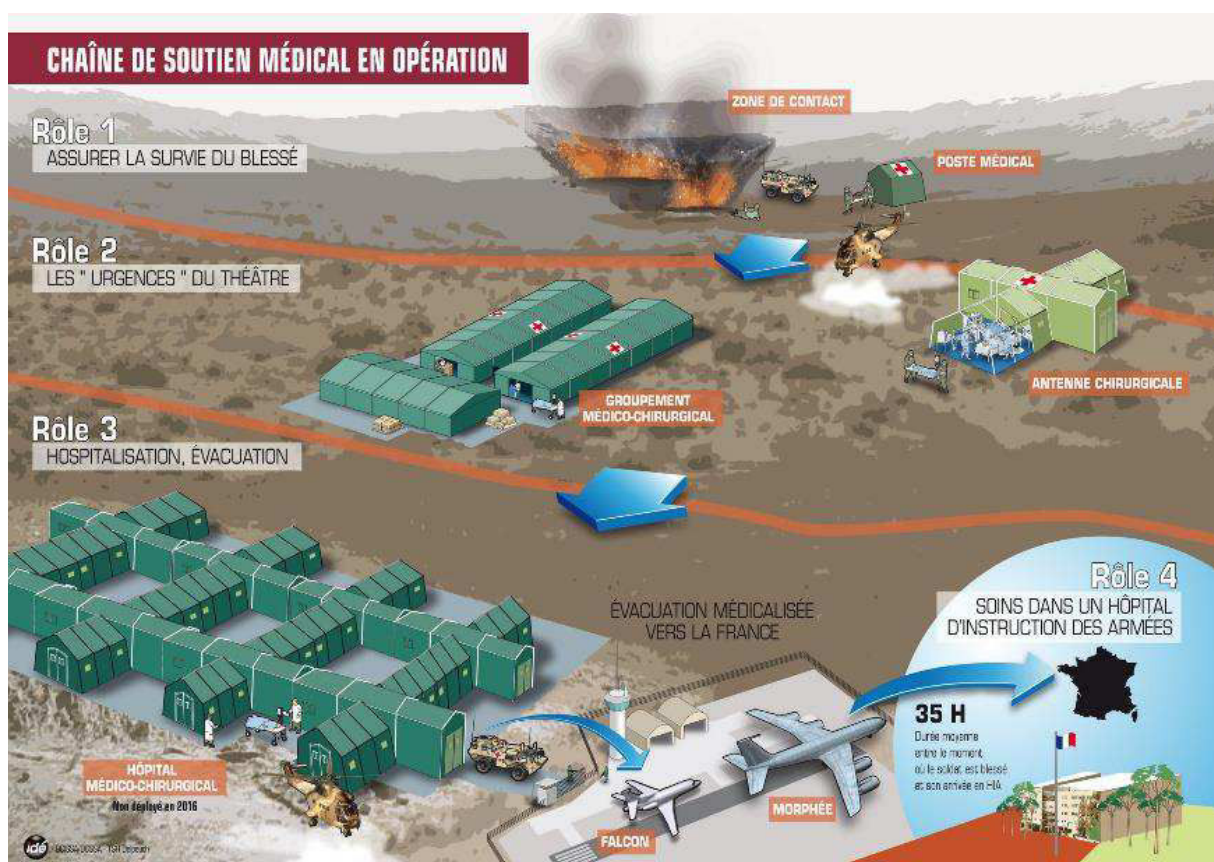 CHAÎNE DE SOUTIEN MÉDICAL EN OPÉRATION
ZONE DE CONTACT
Rôle 1
ASSURER LA SURVIE DU BLESSÉ
POSTE MÉDICAL
Rôle 2
LES " URGENCES " DU THÉÂTRE
ANTENNE CHIRURGICALE
GROUPEMENT
MÉDICO-CHIRURGICAL
Rôle 3
HOSPITALISATION, ÉVACUATION
Rôle 4
SOINS DANS UN HÔPITAL
D'INSTRUCTION DES ARMÉES
ÉVACUATION MÉDICALISÉE
VERS LA FRANCE
35 H
Durée moyenne
entre le moment
où le soldat est blessé
et son arrivée en HIA
HÔPITAL
MÉDICO-CHIRURGICAL
Non déployé en 2016
MORPHÉE
FALCON
idé